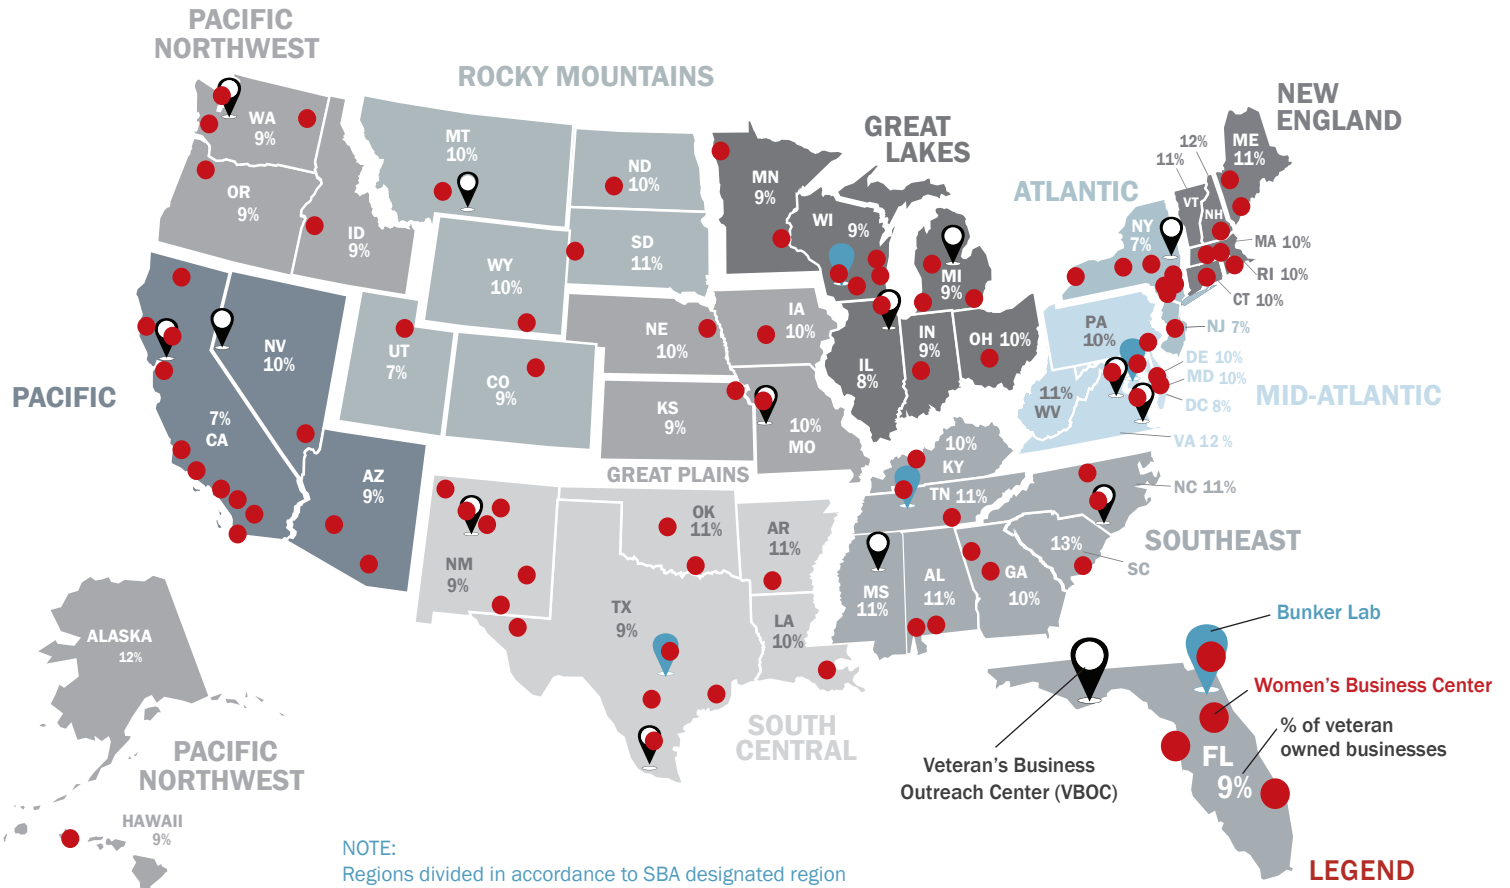 PACIFIC
NORTHWEST
WA
9%
OR
9%
ID
9%
ROCKY MOUNTAINS
MT
10%
ND
10%
SD
11%
WY
10%
UT
7%
CO
9%
GREAT
LAKES
MN
9%
WI
9%
MI
9%
IL
8%
IN
9%
OH 10%
NEW
ENGLAND
12%
11%
ME
11%
VT
NH
MA 10%
RI 10%
CT 10%
ATLANTIC
NY
7%
NJ 7%
PA
10%
DE 10%
MD 10%
DC 8%
MID-ATLANTIC
11%
WV
VA 12 %
PACIFIC
NV
10%
7%
CA
AZ
9%
NE
10%
IA
10%
KS
9%
10%
MO
GREAT PLAINS
NM
9%
OK
11%
AR
11%
TX
9%
LA
10%
SOUTH
CENTRAL
10%
KY
TN 11%
NC 11%
SOUTHEAST
13%
SC
MS
11%
AL
11%
GA
10%
ALASKA
12%
PACIFIC
NORTHWEST
HAWAII
9%
Bunker Lab
Women's Business Center
% of veteran
owned businesses
Veteran's Business
Outreach Center (VBOC)
FL
9%
LEGEND
NOTE:
Regions divided in accordance to SBA designated region